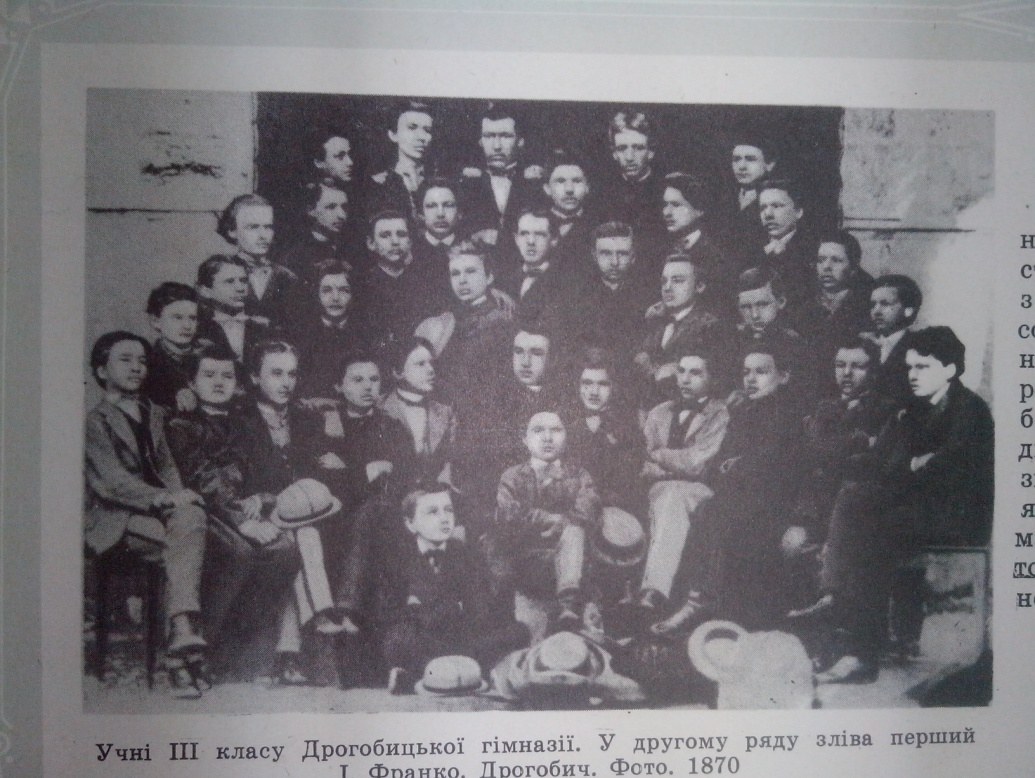 Учні III класу Дрогобицької гімназії. У другому ряду зліва перший
І. Франко. Дрогобич. Фото. 1870